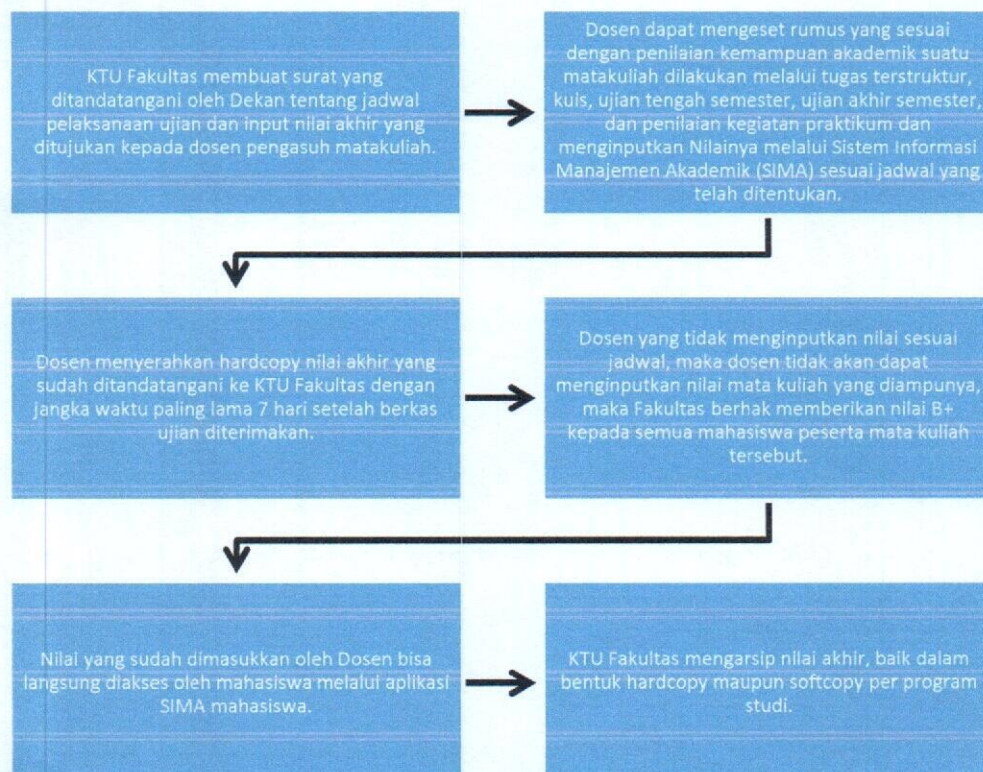 KTU Fakultas membuat surat yang
ditandatangani oleh Dekan tentang jadwal
pelaksanaan ujian dan input nilai akhir yang
ditujukan kepada dosen pengasuh matakuliah.
Dosen dapat mengeset rumus yang sesuai
dengan penilaian kemampuan akademik suatu
matakuliah dilakukan melalui tugas terstruktur,
kuis, ujian tengah semester, ujian akhir semester,
dan penilaian kegiatan praktikum dan
menginputkan Nilainya melalui Sistem Informasi
Manajemen Akademik (SIMA) sesuai jadwal yang
telah ditentukan.
Dosen menyerahkan hardcopy nilai akhir yang
sudah ditandatangani ke KTU Fakultas dengan
jangka waktu paling lama 7 hari setelah berkas
ujian diterimakan.
Dosen yang tidak menginputkan nilai sesuai
jadwal, maka dosen tidak akan dapat
menginputkan nilai mata kuliah yang diampunya,
maka Fakultas berhak memberikan nilai B+
kepada semua mahasiswa peserta mata kuliah
tersebut.
Nilai yang sudah dimasukkan oleh Dosen bisa
langsung diakses oleh mahasiswa melalui aplikasi
SIMA mahasiswa.
KTU Fakultas mengarsip nilai akhir, baik dalam
bentuk hardcopy maupun softcopy per program
studi.